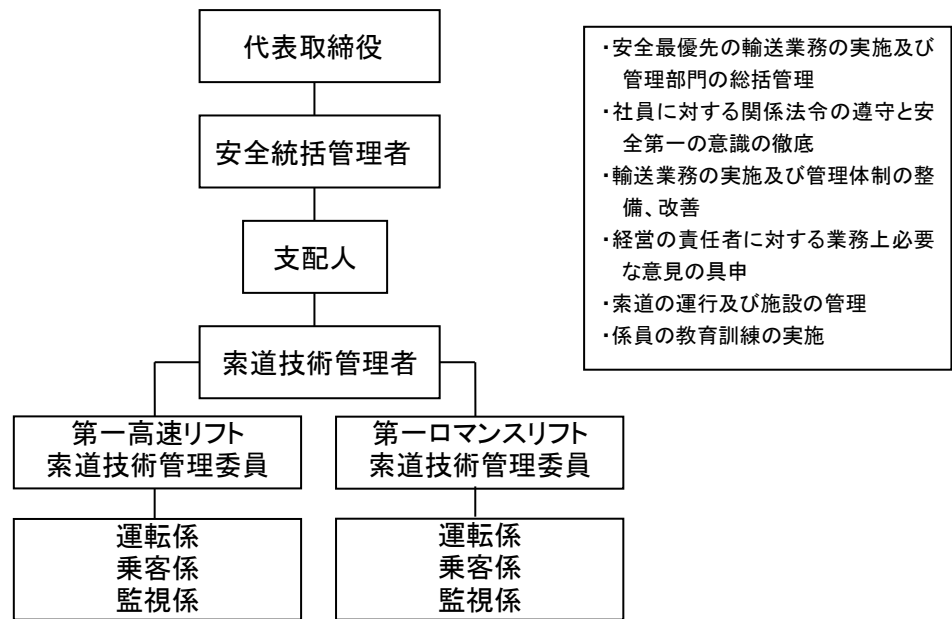 代表取締役
安全統括管理者
支配人
索道技術管理者
第一高速リフト
索道技術管理委員
運転係
乗客係
監視係
第一ロマンスリフト
索道技術管理委員
運転係
乗客係
監視係
・安全最優先の輸送業務の実施及び
管理部門の総括管理
・社員に対する関係法令の遵守と安
全第一の意識の徹底
・輸送業務の実施及び管理体制の整
備、改善
・経営の責任者に対する業務上必要
な意見の具申
・索道の運行及び施設の管理
・係員の教育訓練の実施